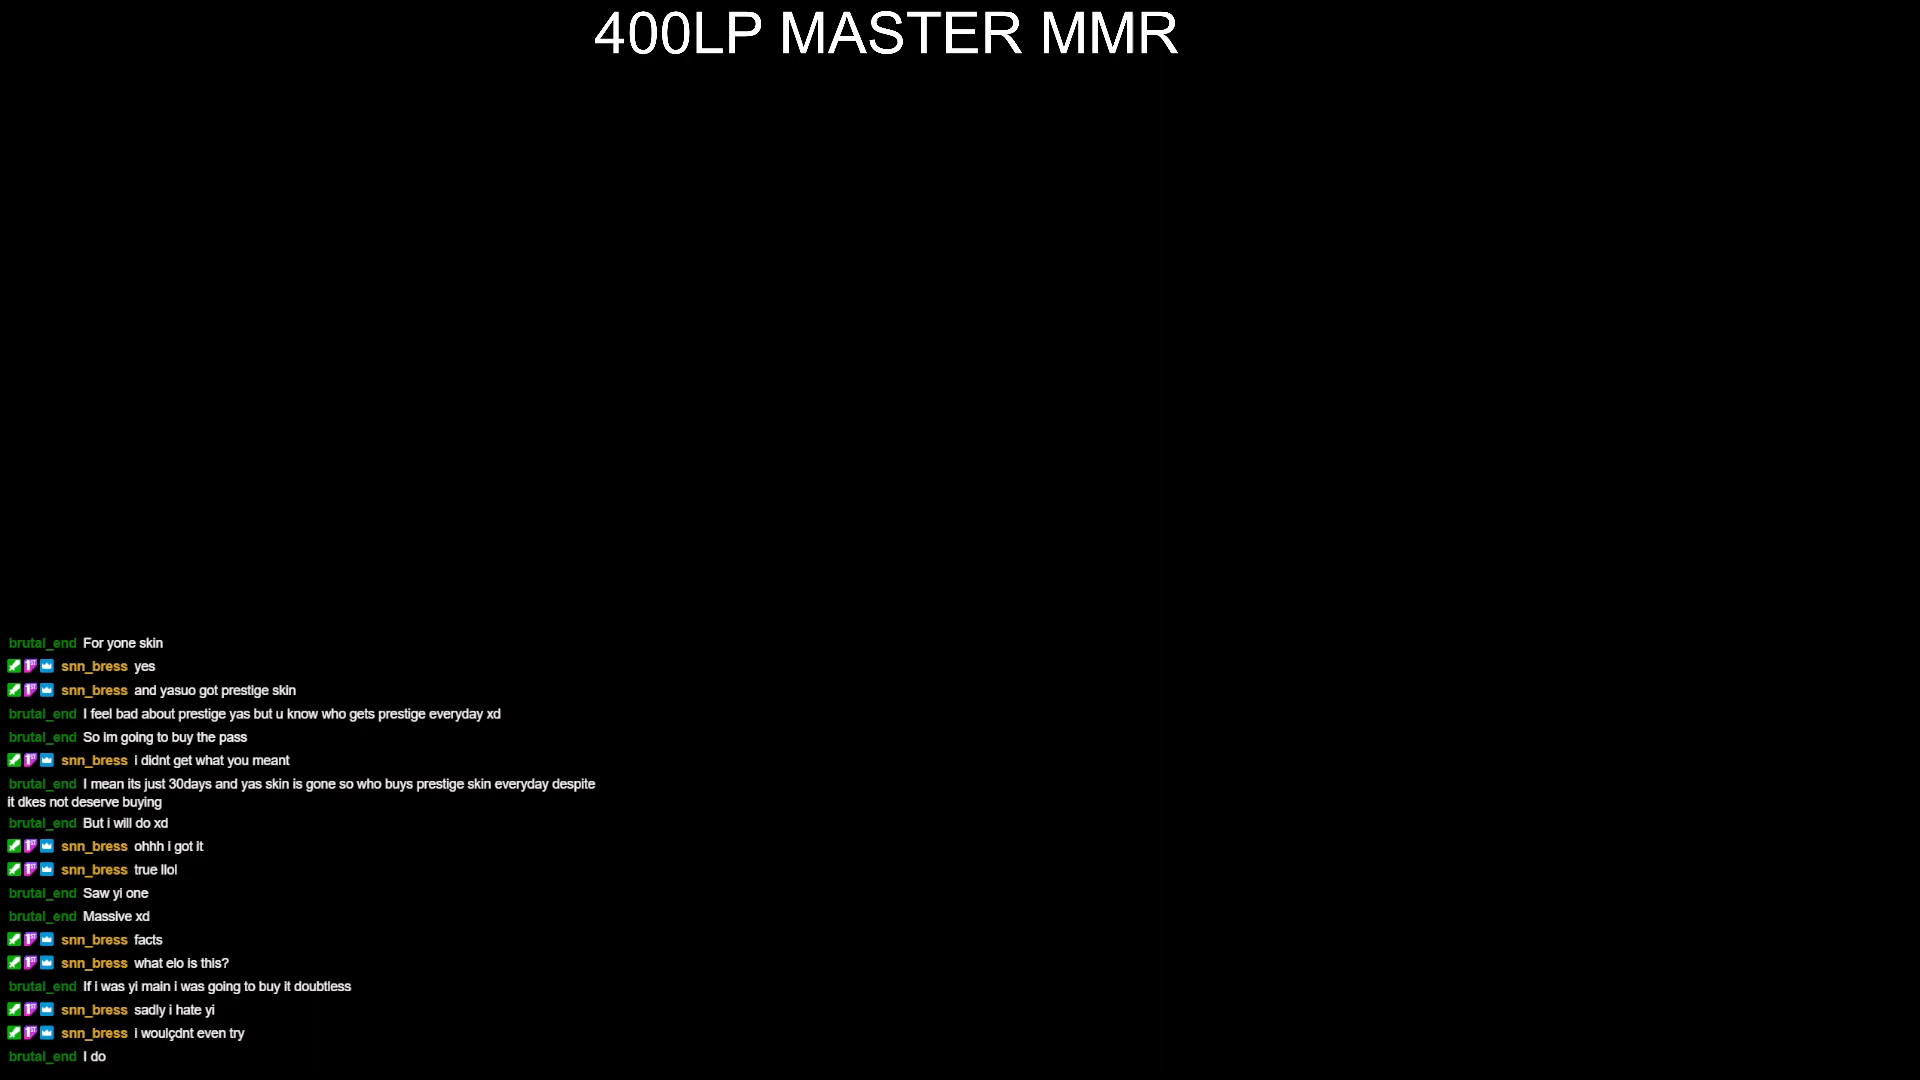 400LP MASTER MMR
brutal_end For yone skin
snn_bress yes
snn_bress and yasuo got prestige skin
brutal_end I feel bad about prestige yas but u know who gets prestige everyday xd
brutal_end So im going to buy the pass
snn_bress i didnt get what you meant
brutal_end I mean its just 30days and yas skin is gone so who buys prestige skin everyday despite
it dkes not deserve buying
brutal_end But i will do xd
snn_bress ohhh i got it
snn_bress true llol
brutal_end Saw yi one
brutal_end Massive xd
snn_bress facts
snn_bress what elo is this?
brutal_end If i was yi main i was going to buy it doubtless
snn_bress sadly i hate yi
snn_bress i woulçdnt even try
brutal_end I do